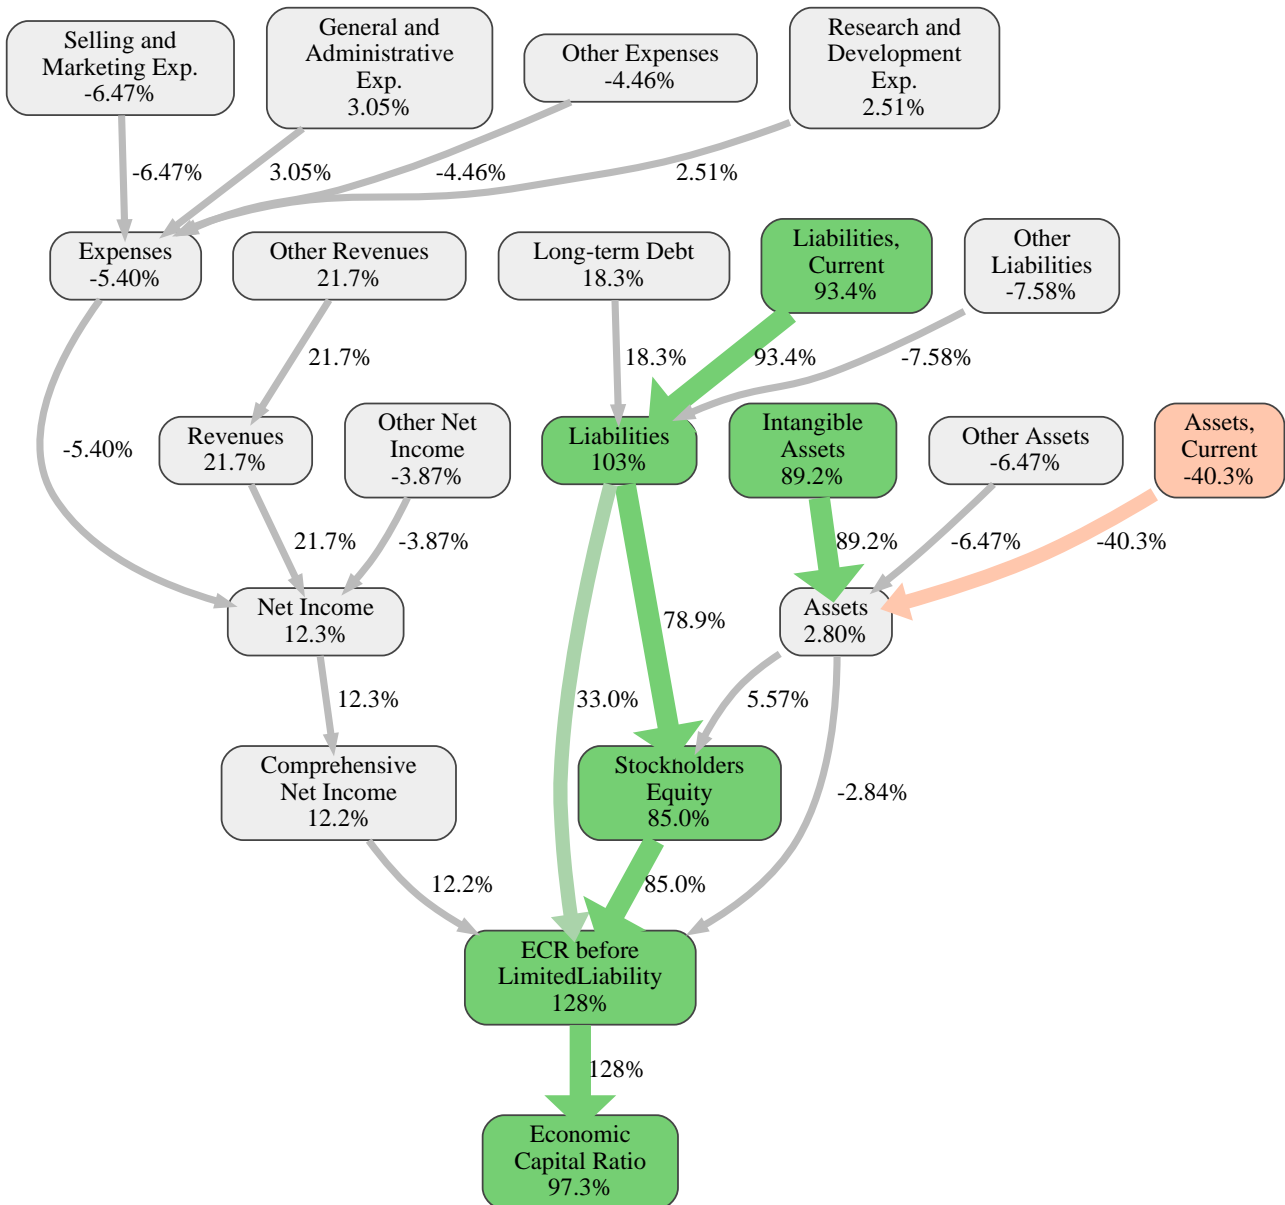 Selling and
Marketing Exp.
-6.47%
General and
Administrative
Exp.
3.05%
Other Expenses
-4.46%
Research and
Development
Exp.
2.51%
-6.47%
3.05%
-4.46%
2.51%
Expenses
-5.40%
Other Revenues
21.7%
Long-term Debt
18.3%
Liabilities,
Current
93.4%
Other
Liabilities
-7.58%
21.7%
18.3%
93.4%
-7.58%
-5.40%
Revenues
21.7%
Other Net
Income
-3.87%
Liabilities
103%
Intangible
Assets
89.2%
Other Assets
-6.47%
Assets,
Current
-40.3%
21.7%
-3.87%
89.2%
-6.47%
-40.3%
Net Income
12.3%
78.9%
Assets
2.80%
12.3%
33.0%
5.57%
Comprehensive
Net Income
12.2%
Stockholders
Equity
85.0%
-2.84%
12.2%
85.0%
ECR before
LimitedLiability
128%
128%
Economic
Capital Ratio
97.3%